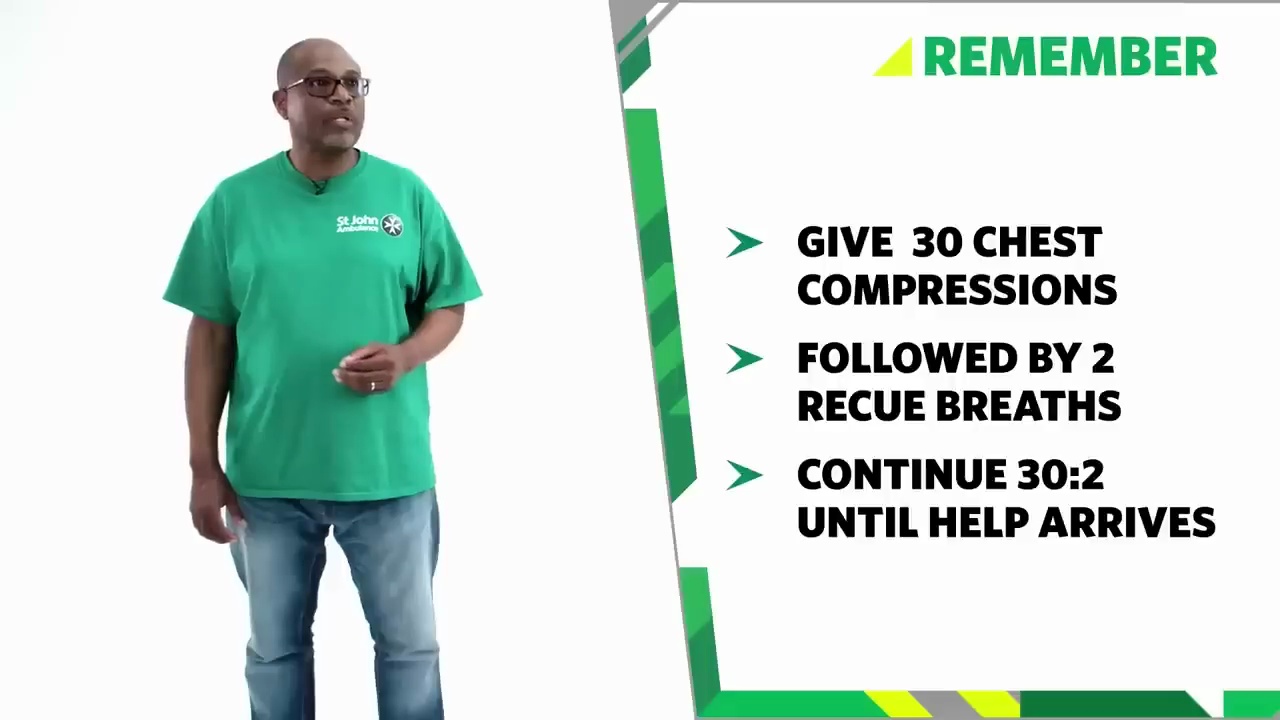 St John
Ambulance
REMEMBER
GIVE 30 CHEST
COMPRESSIONS
FOLLOWED BY 2
RECUE BREATHS
CONTINUE 30:2
UNTIL HELP ARRIVES